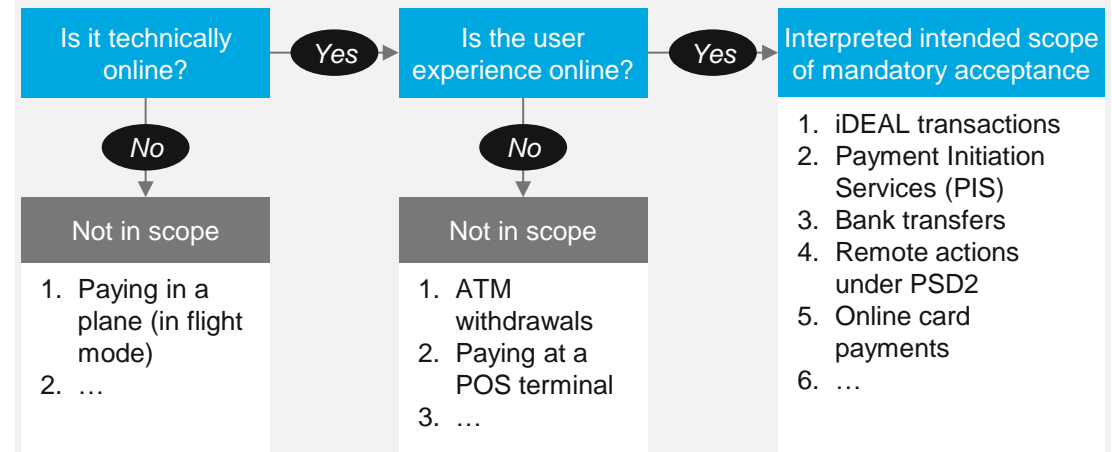 Is it technically
online?
Yes
Is the user
experience online?
Yes
Interpreted intended scope
of mandatory acceptance
No
No
Not in scope
1. Paying in a
plane (in flight
mode)
2. …
Not in scope
1. ATM
withdrawals
2. Paying at a
POS terminal
3. …
1. iDEAL transactions
2. Payment Initiation
Services (PIS)
3. Bank transfers
4. Remote actions
under PSD2
5. Online card
payments
6. …